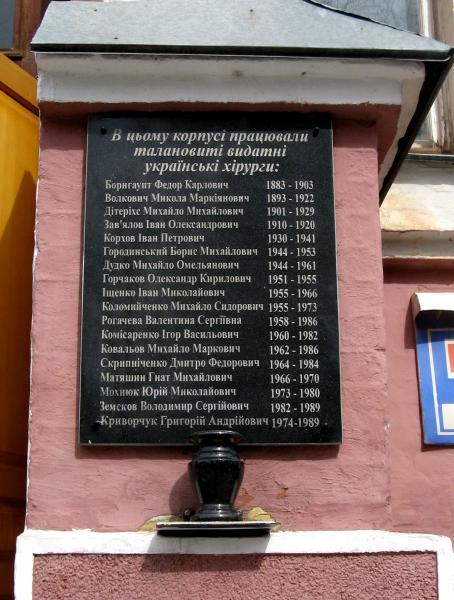 В цьому корпусі працювали
талановиті видатні
українські хірурги:
Борнгаупт Федор Карлович 1883 - 1903
Волкович Микола Маркіянович 1893 - 1922
Дітеріхс Михайло Михайлович 1901 - 1929
Зав'ялов Іван Олександрович 1910 - 1920
Корхов Іван Петрович 1930 - 1941
Городинський Борис Михайлович 1944 - 1953
Дудко Михайло Омельянович 1944 - 1961
Горчаков Олександр Кирилович 1951 - 1955
Іщенко Іван Миколайович 1955 - 1966
Коломийченко Михайло Сидорович 1955 - 1973
Рогачева Валентина Сергіївна 1958 - 1986
Комісаренко Ігор Васильович 1960 - 1982
Ковальов Михайло Маркович 1962 - 1986
Скрипніченко Дмитро Федорович 1964 - 1984
Матяшин Гнат Михайлович 1966 - 1970
Мохнюк Юрій Миколайович 1973 - 1980
Земсков Володимир Сергійович 1982 - 1989
Криворчук Григорій Андрійович 1974-1989